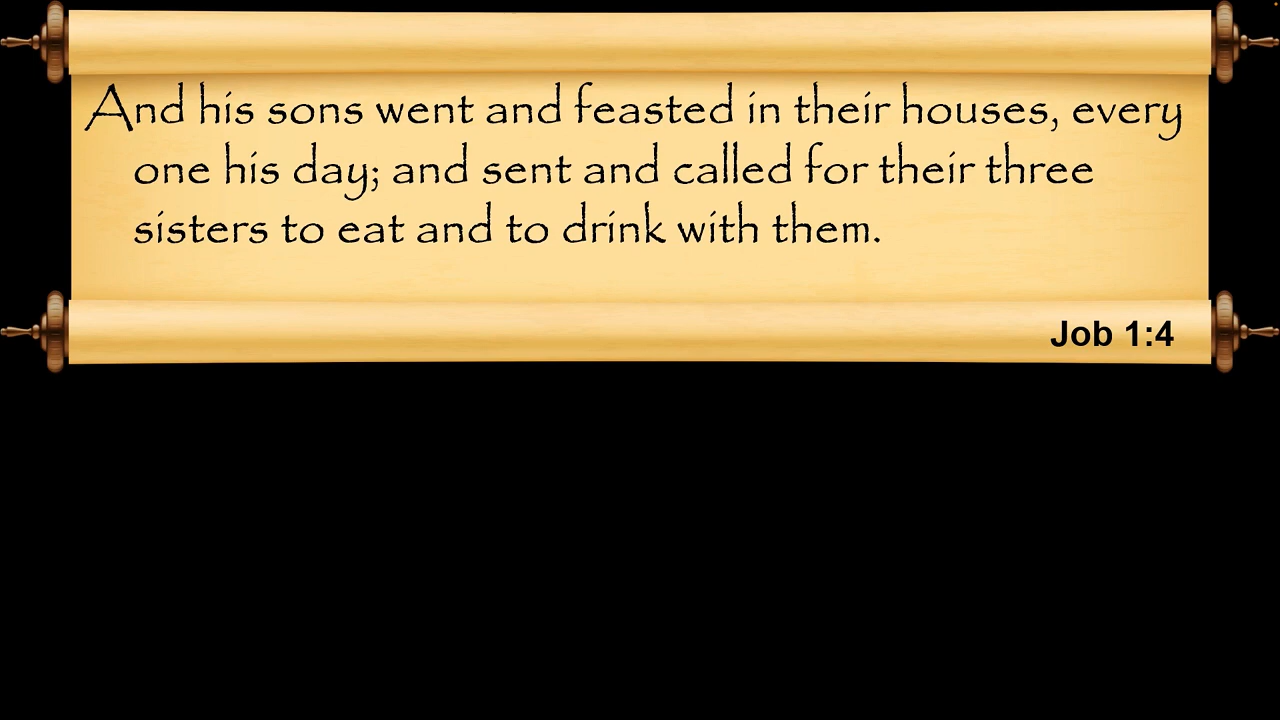 And his sons went and feasted in their houses, every
one his day; and sent and called for their three
sisters to eat and to drink with them.
Job 1:4